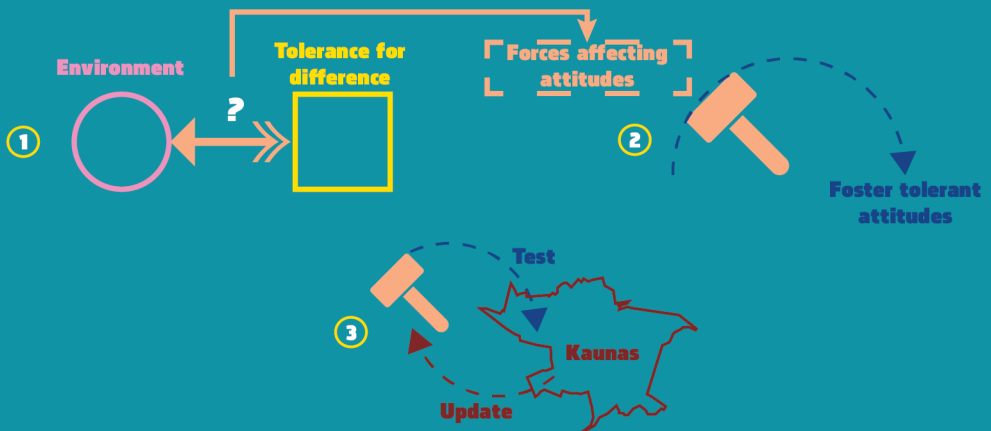 Environment
Tolerance for
difference
Forces affecting
attitudes
?
1
2
Foster tolerant
attitudes
Test
3
Kaunas
Update